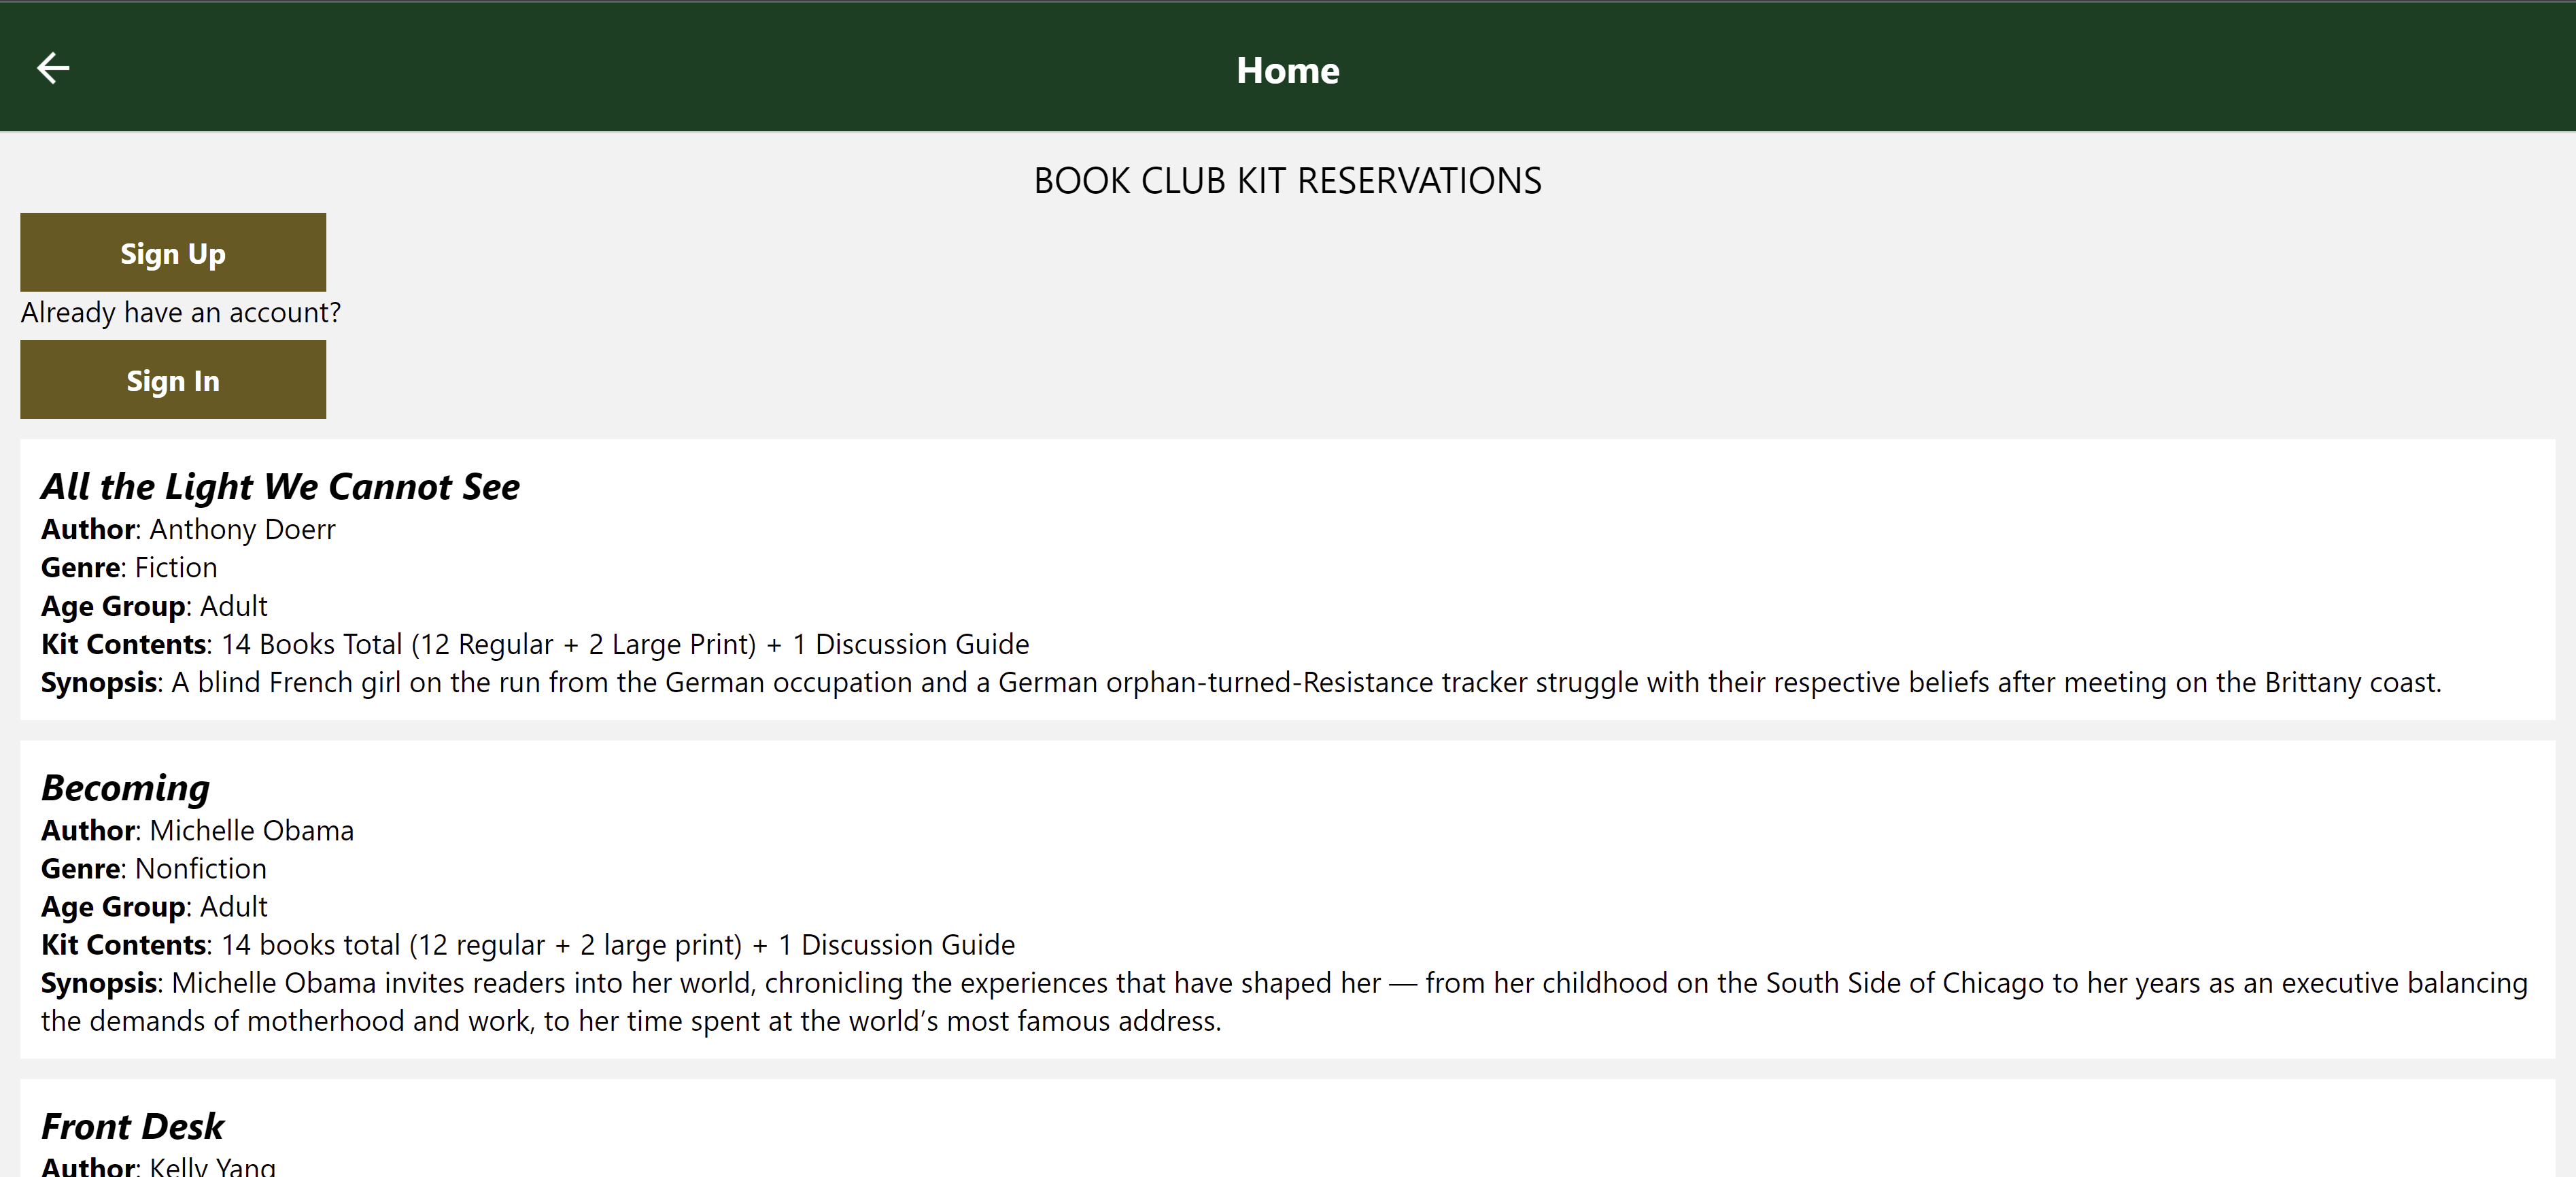 Home
BOOK CLUB KIT RESERVATIONS
Sign Up
Already have an account?
Sign In
All the Light We Cannot See
Author: Anthony Doerr
Genre: Fiction
Age Group: Adult
Kit Contents: 14 Books Total (12 Regular + 2 Large Print) + 1 Discussion Guide
Synopsis: A blind French girl on the run from the German occupation and a German orphan-turned-Resistance tracker struggle with their respective beliefs after meeting on the Brittany coast.
Becoming
Author: Michelle Obama
Genre: Nonfiction
Age Group: Adult
Kit Contents: 14 books total (12 regular + 2 large print) + 1 Discussion Guide
Synopsis: Michelle Obama invites readers into her world, chronicling the experiences that have shaped her — from her childhood on the South Side of Chicago to her years as an executive balancing
the demands of motherhood and work, to her time spent at the world’s most famous address.
Front Desk
Author: Kelly Yang